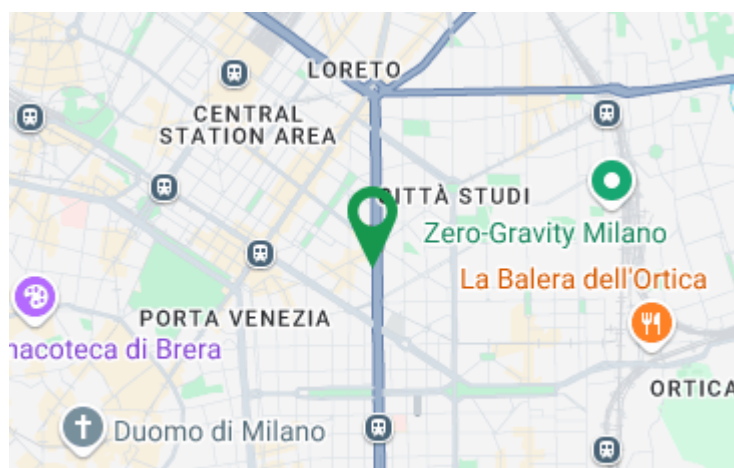 LORETO
CENTRAL
STATION AREA
CITTÀ STUDI
Zero-Gravity Milano
La Balera dell'Ortica
PORTA VENEZIA
nacoteca di Brera
ORTICA
Duomo di Milano